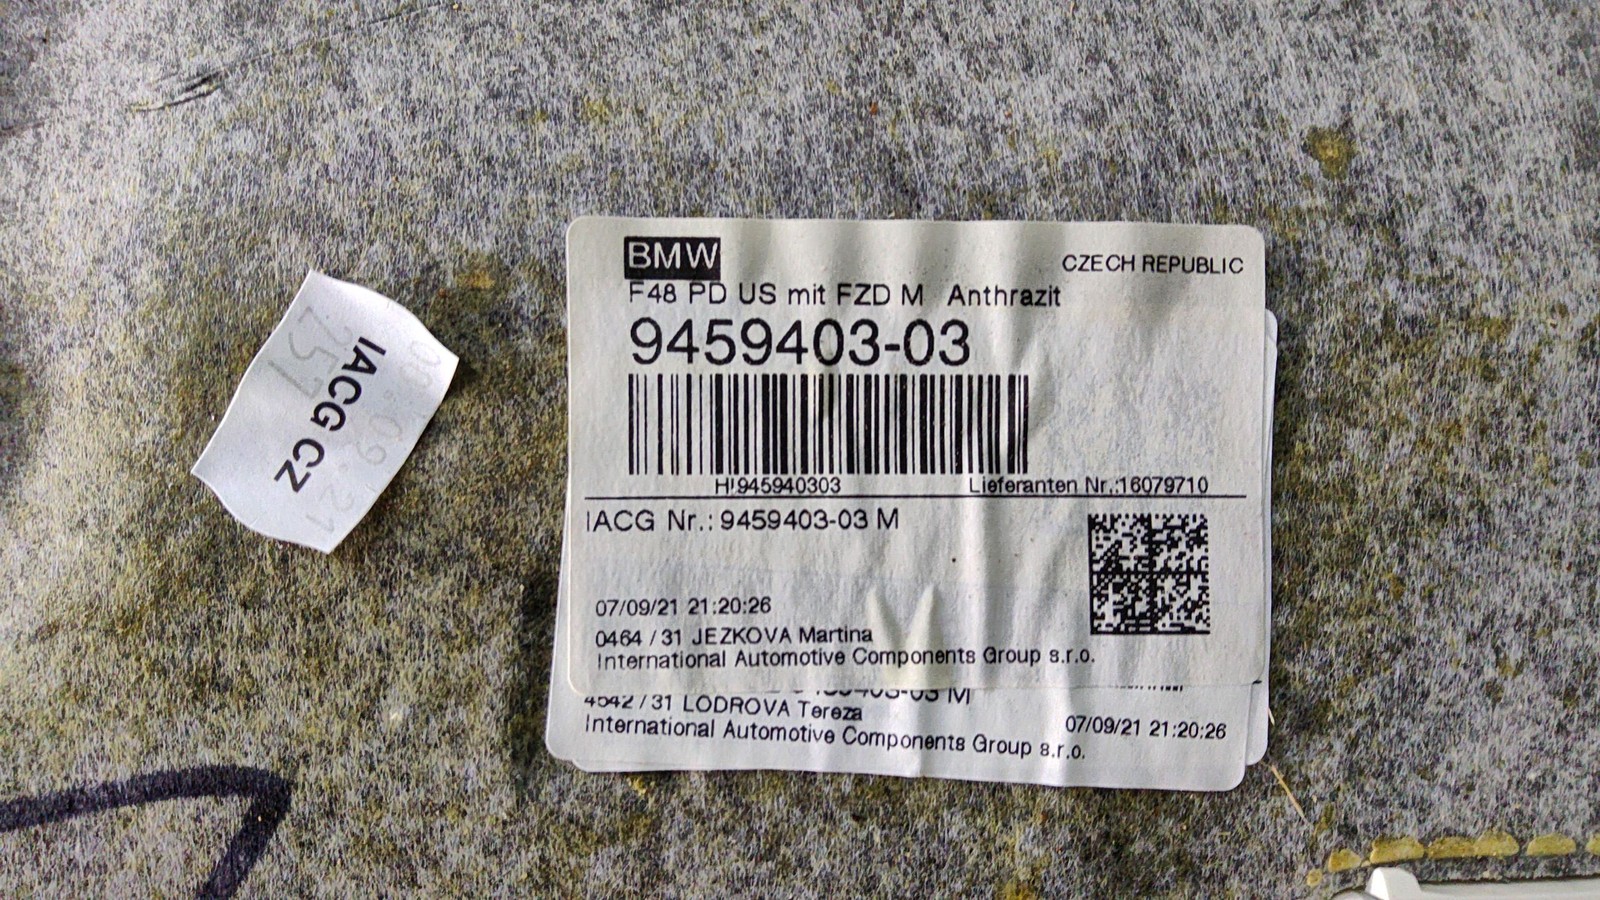 BMW
CZECH REPUBLIC
F48 PD US mit FZD M Anthrazit
9459403-03
H!945940303
Lieferanten Nr.:16079710
IACG Nr.: 9459403-03 M
07/09/21 21:20:26
0464 / 31 JEZKOVA Martina
International Automotive Components Group s.r.o.
4542 / 31 LODROVA Tereza
07/09/21 21:20:26
International Automotive Components Group s.r.o.
IACG CZ
257